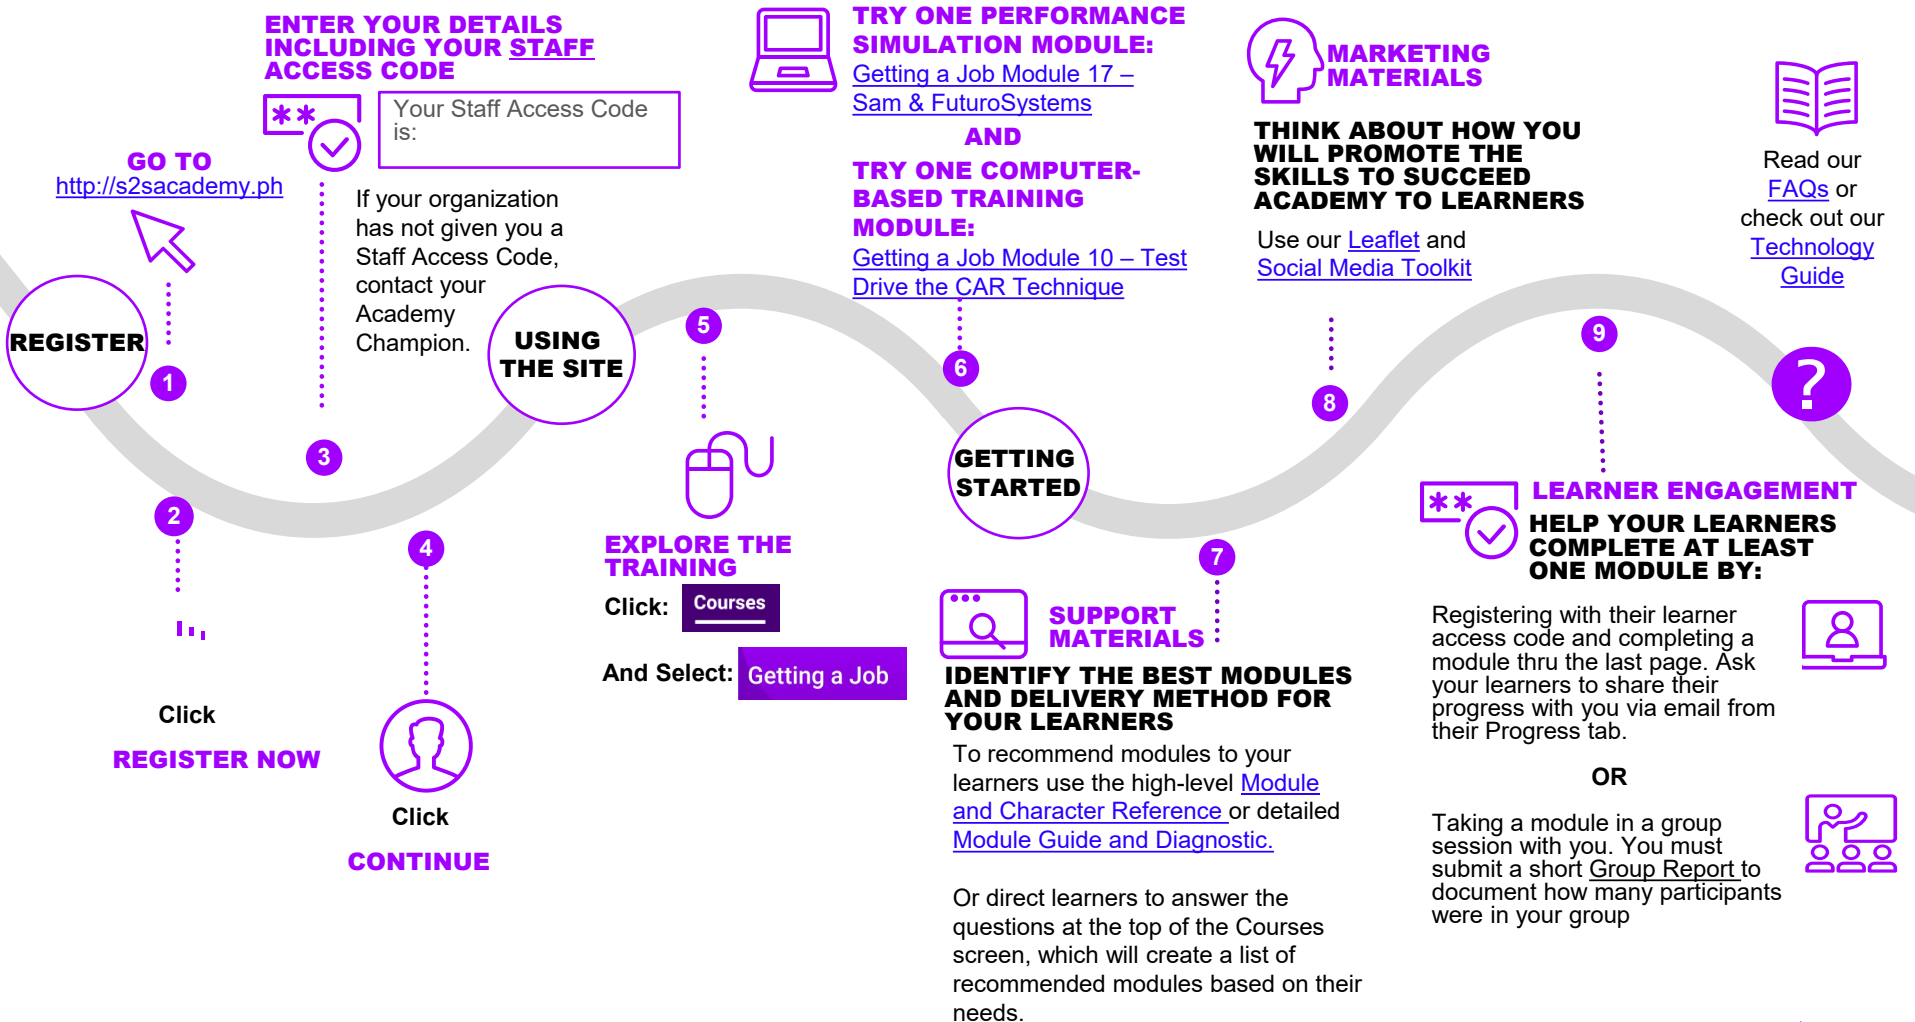 REGISTER
GO TO
http://s2sacademy.ph
1
2
Click
REGISTER NOW
ENTER YOUR DETAILS
INCLUDING YOUR STAFF
ACCESS CODE
**
Your Staff Access Code
is:
If your organization
has not given you a
Staff Access Code,
contact your
Academy
Champion.
3
4
Click
CONTINUE
USING
THE SITE
5
EXPLORE THE
TRAINING
Click:
Courses
And Select:
Getting a Job
TRY ONE PERFORMANCE
SIMULATION MODULE:
Getting a Job Module 17 –
Sam & FuturoSystems
AND
TRY ONE COMPUTER-
BASED TRAINING
MODULE:
Getting a Job Module 10 – Test
Drive the CAR Technique
6
GETTING
STARTED
7
SUPPORT
MATERIALS
IDENTIFY THE BEST MODULES
AND DELIVERY METHOD FOR
YOUR LEARNERS
To recommend modules to your
learners use the high-level Module
and Character Reference or detailed
Module Guide and Diagnostic.
Or direct learners to answer the
questions at the top of the Courses
screen, which will create a list of
recommended modules based on their
needs.
MARKETING
MATERIALS
THINK ABOUT HOW YOU
WILL PROMOTE THE
SKILLS TO SUCCEED
ACADEMY TO LEARNERS
Use our Leaflet and
Social Media Toolkit
8
9
**
LEARNER ENGAGEMENT
HELP YOUR LEARNERS
COMPLETE AT LEAST
ONE MODULE BY:
Registering with their learner
access code and completing a
module thru the last page. Ask
your learners to share their
progress with you via email from
their Progress tab.
OR
Taking a module in a group
session with you. You must
submit a short Group Report to
document how many participants
were in your group
Read our
FAQs or
check out our
Technology
Guide
?